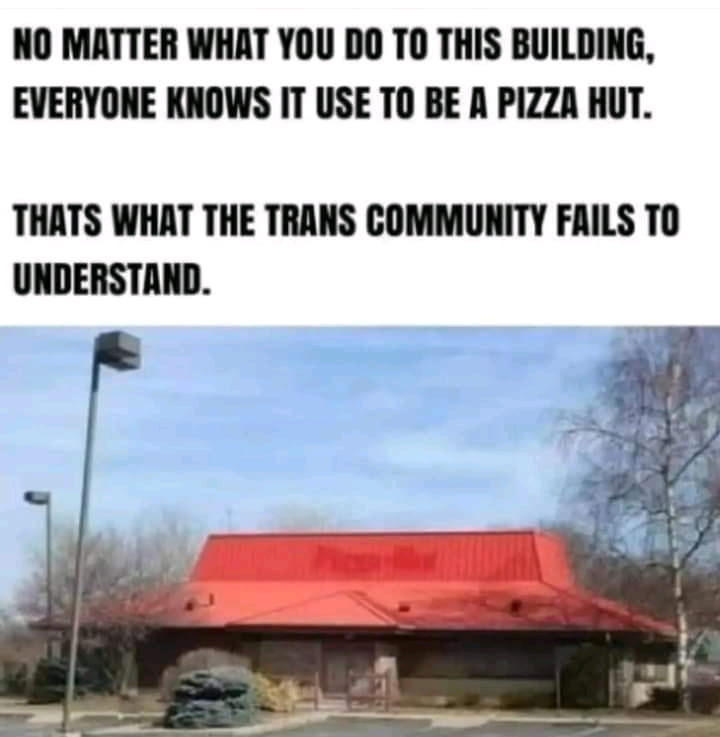 NO MATTER WHAT YOU DO TO THIS BUILDING,
EVERYONE KNOWS IT USE TO BE A PIZZA HUT.
THATS WHAT THE TRANS COMMUNITY FAILS TO
UNDERSTAND.